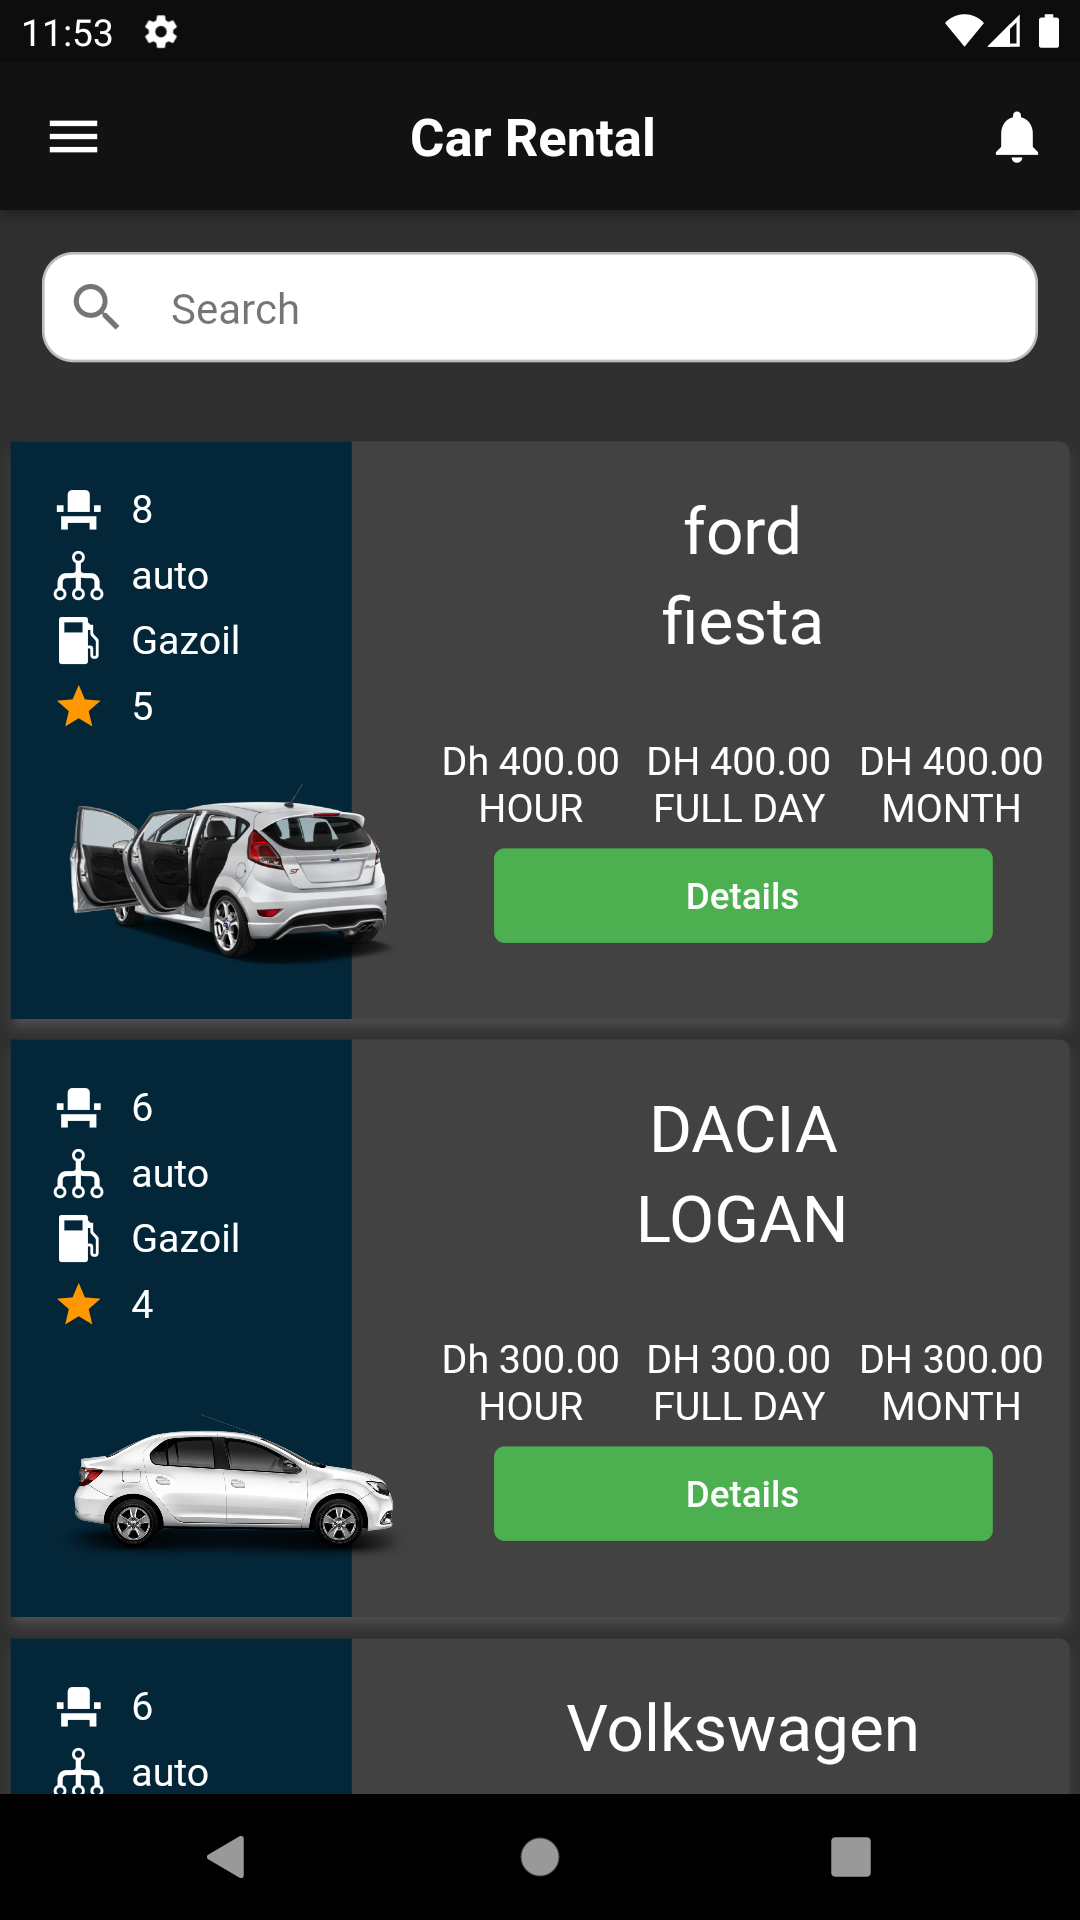 11:53
Car Rental
Search
8
auto
Gazoil
5
ford
fiesta
Dh 400.00 DH 400.00 DH 400.00
HOUR FULL DAY MONTH
Details
6
auto
Gazoil
4
DACIA
LOGAN
Dh 300.00 DH 300.00 DH 300.00
HOUR FULL DAY MONTH
Details
6
auto
Volkswagen